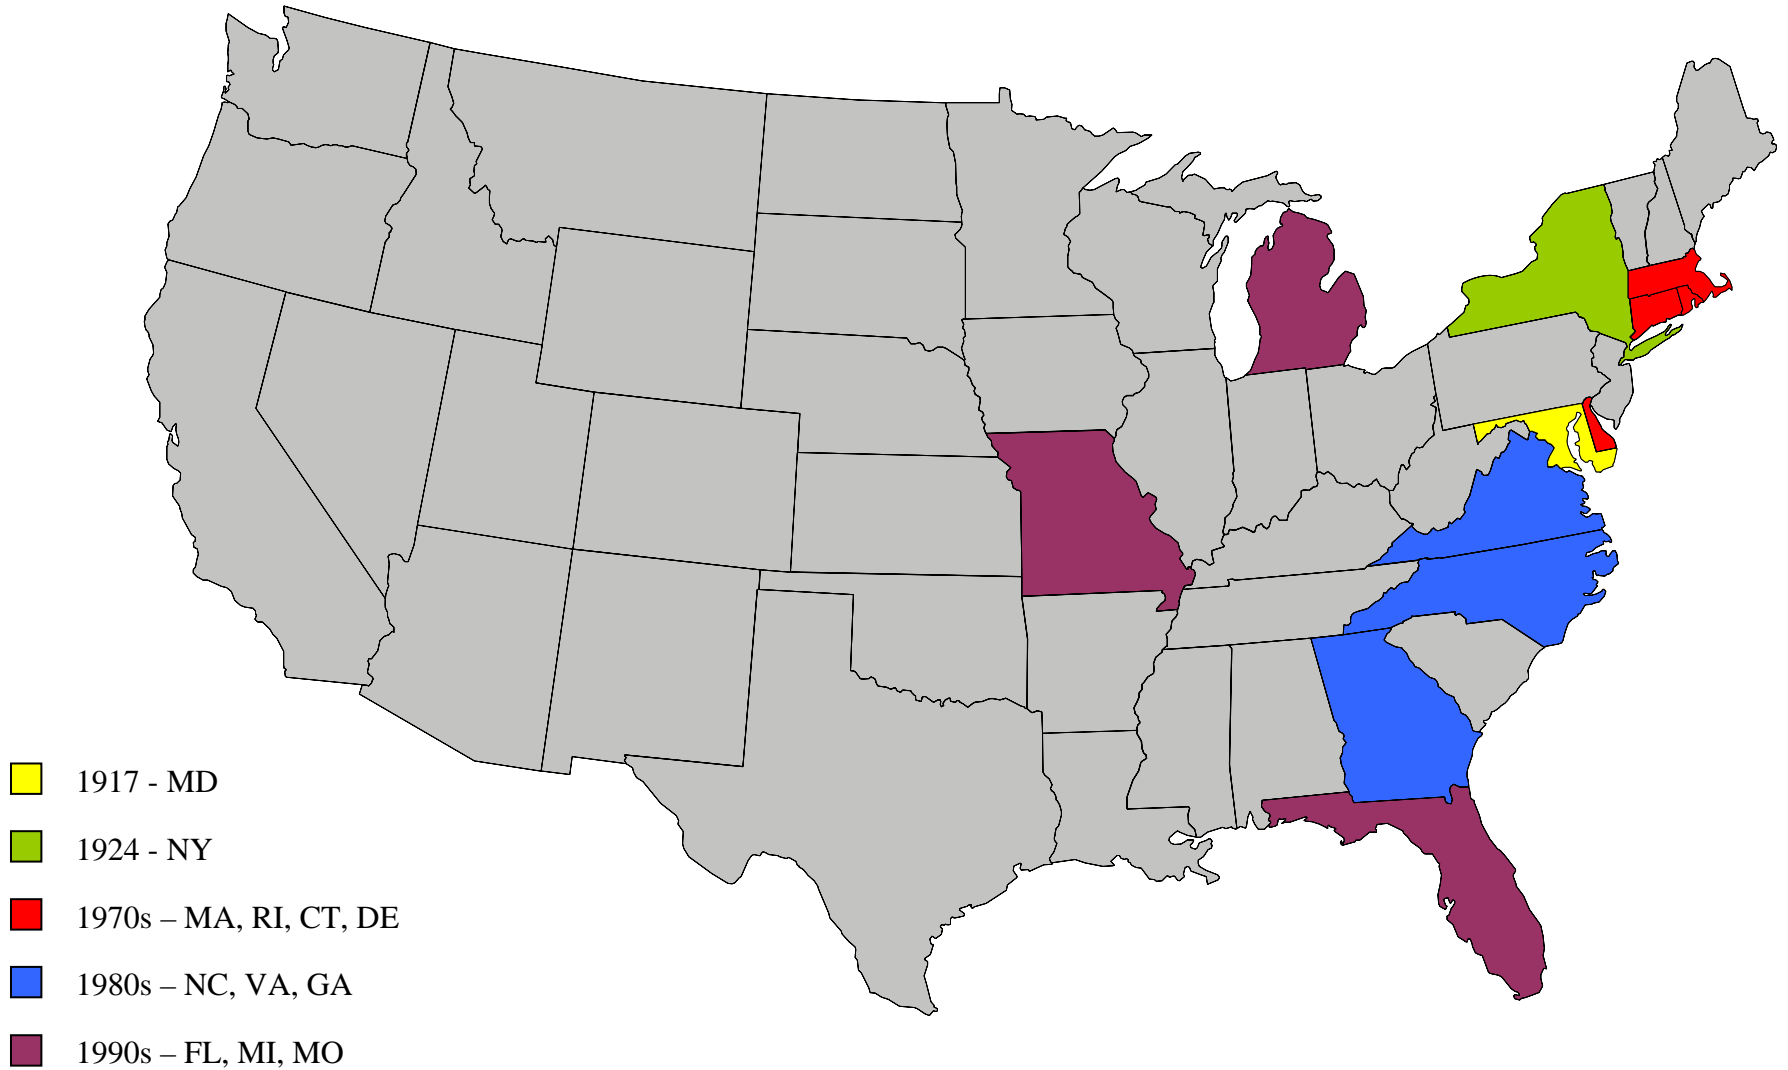 1917 - MD
1924 - NY
1970s – MA, RI, CT, DE
1980s – NC, VA, GA
1990s – FL, MI, MO